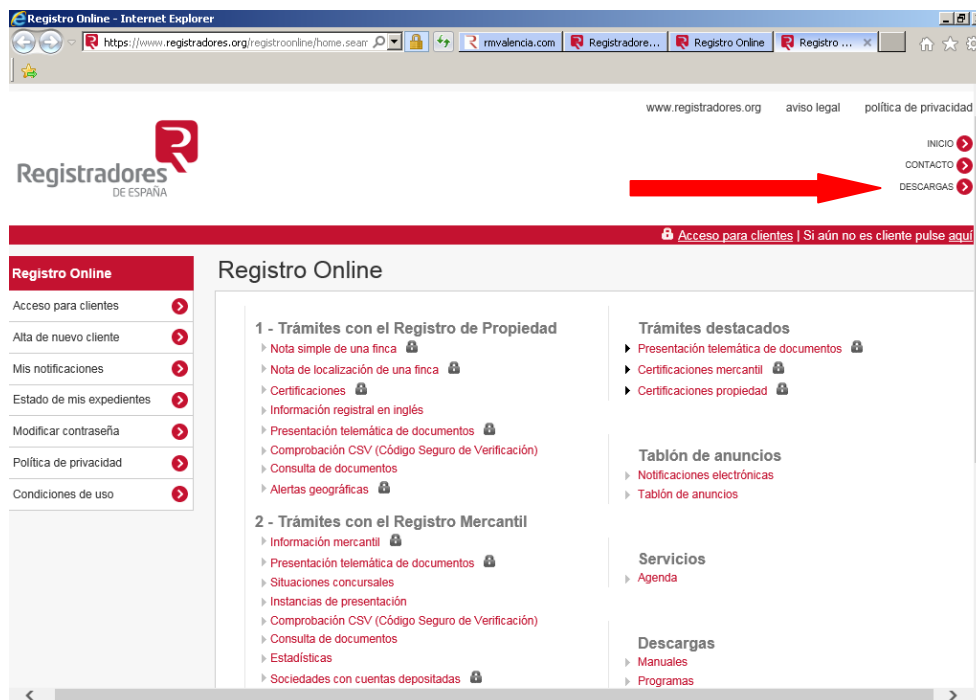 Registro Online - Internet Explorer
https://www.registradores.org/registroonline/home.sear
rmvalencia.com
Registradore...
Registro Online
Registro ...
www.registradores.org aviso legal política de privacidad
INICIO
CONTACTO
DESCARGAS
Registradores
DE ESPAÑA
Acceso para clientes | Si aún no es cliente pulse aquí
Registro Online
Acceso para clientes
Alta de nuevo cliente
Mis notificaciones
Estado de mis expedientes
Modificar contraseña
Política de privacidad
Condiciones de uso
Registro Online
1 - Trámites con el Registro de Propiedad
Nota simple de una finca
Nota de localización de una finca
Certificaciones
Información registral en inglés
Presentación telemática de documentos
Comprobación CSV (Código Seguro de Verificación)
Consulta de documentos
Alertas geográficas
2 - Trámites con el Registro Mercantil
Información mercantil
Presentación telemática de documentos
Situaciones concursales
Instancias de presentación
Comprobación CSV (Código Seguro de Verificación)
Consulta de documentos
Estadísticas
Sociedades con cuentas depositadas
Trámites destacados
Presentación telemática de documentos
Certificaciones mercantil
Certificaciones propiedad
Tablón de anuncios
Notificaciones electrónicas
Tablón de anuncios
Servicios
Agenda
Descargas
Manuales
Programas